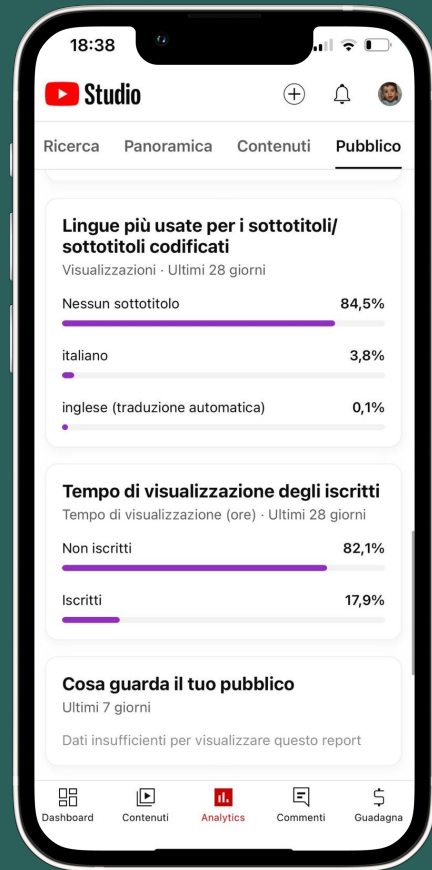 18:38
Studio
Ricerca Panoramica Contenuti Pubblico
Lingue più usate per i sottotitoli/
sottotitoli codificati
Visualizzazioni · Ultimi 28 giorni
Nessun sottotitolo 84,5%
italiano 3,8%
inglese (traduzione automatica) 0,1%
Tempo di visualizzazione degli iscritti
Tempo di visualizzazione (ore) · Ultimi 28 giorni
Non iscritti 82,1%
Iscritti 17,9%
Cosa guarda il tuo pubblico
Ultimi 7 giorni
Dati insufficienti per visualizzare questo report
Dashboard Contenuti Analytics Commenti Guadagna